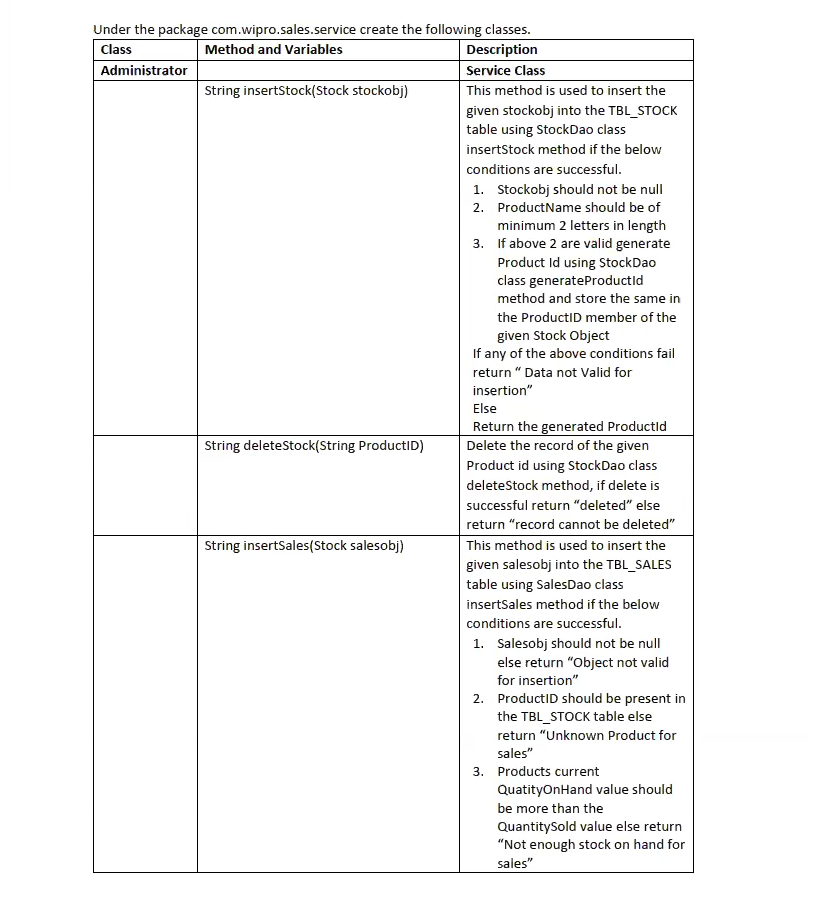 Under the package com.wipro.sales.service create the following classes.
Class Method and Variables Description
Administrator Service Class
String insertStock(Stock stockobj) This method is used to insert the
given stockobj into the TBL_STOCK
table using StockDao class
insertStock method if the below
conditions are successful.
1. Stockobj should not be null
2. ProductName should be of
minimum 2 letters in length
3. If above 2 are valid generate
Product Id using StockDao
class generateProductId
method and store the same in
the ProductID member of the
given Stock Object
If any of the above conditions fail
return “ Data not Valid for
insertion”
Else
Return the generated ProductId
String deleteStock(String ProductID) Delete the record of the given
Product id using StockDao class
deleteStock method, if delete is
successful return “deleted” else
return “record cannot be deleted”
String insertSales(Stock salesobj) This method is used to insert the
given salesobj into the TBL_SALES
table using SalesDao class
insertSales method if the below
conditions are successful.
1. Salesobj should not be null
else return “Object not valid
for insertion”
2. ProductID should be present in
the TBL_STOCK table else
return “Unknown Product for
sales”
3. Products current
QuatityOnHand value should
be more than the
QuantitySold value else return
“Not enough stock on hand for
sales”